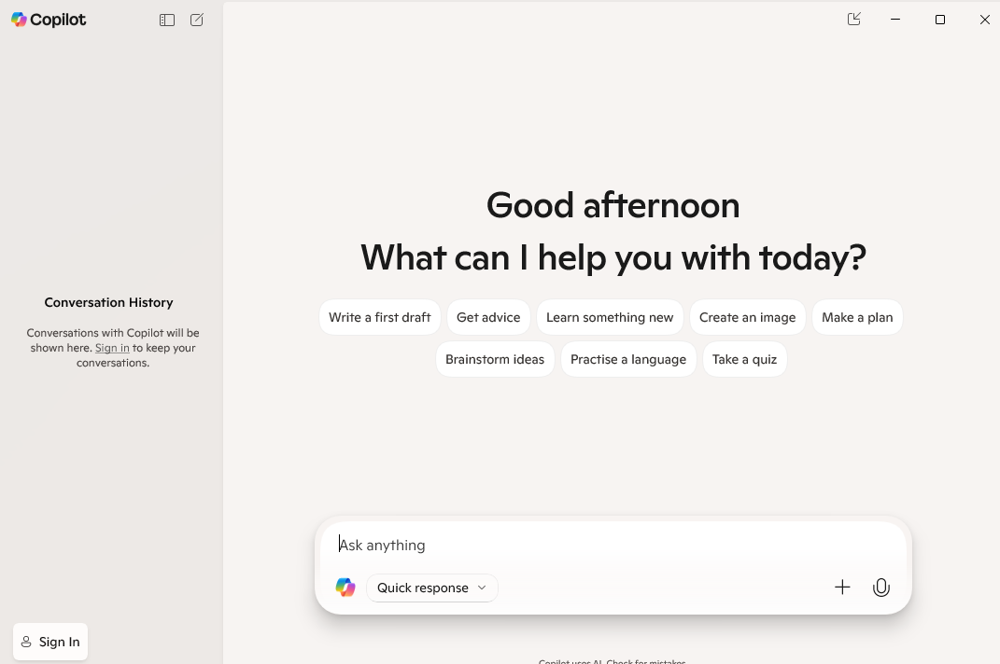 Copilot
Conversation History
Conversations with Copilot will be
shown here. Sign in to keep your
conversations.
Sign In
Good afternoon
What can I help you with today?
Write a first draft
Get advice
Learn something new
Create an image
Make a plan
Brainstorm ideas
Practise a language
Take a quiz
Ask anything
Quick response
Copilot uses AI. Check for mistakes.